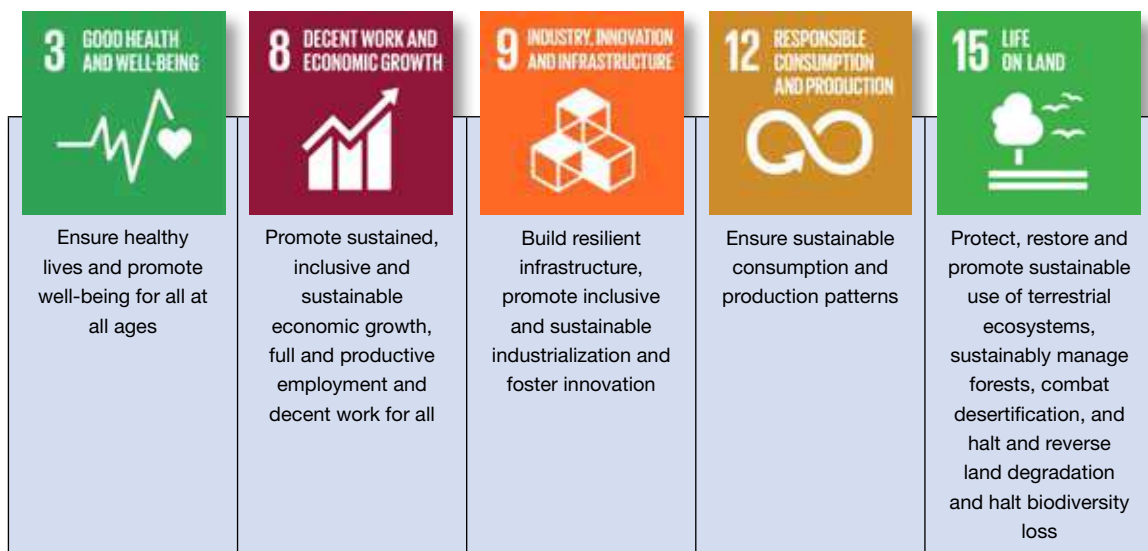 3 GOOD HEALTH
AND WELL-BEING
Ensure healthy
lives and promote
well-being for all at
all ages
8 DECENT WORK AND
ECONOMIC GROWTH
Promote sustained,
inclusive and
sustainable
economic growth,
full and productive
employment and
decent work for all
9 INDUSTRY, INNOVATION
AND INFRASTRUCTURE
Build resilient
infrastructure,
promote inclusive
and sustainable
industrialization and
foster innovation
12 RESPONSIBLE
CONSUMPTION
AND PRODUCTION
Ensure sustainable
consumption and
production patterns
15 LIFE
ON LAND
Protect, restore and
promote sustainable
use of terrestrial
ecosystems,
sustainably manage
forests, combat
desertification, and
halt and reverse
land degradation
and halt biodiversity
loss